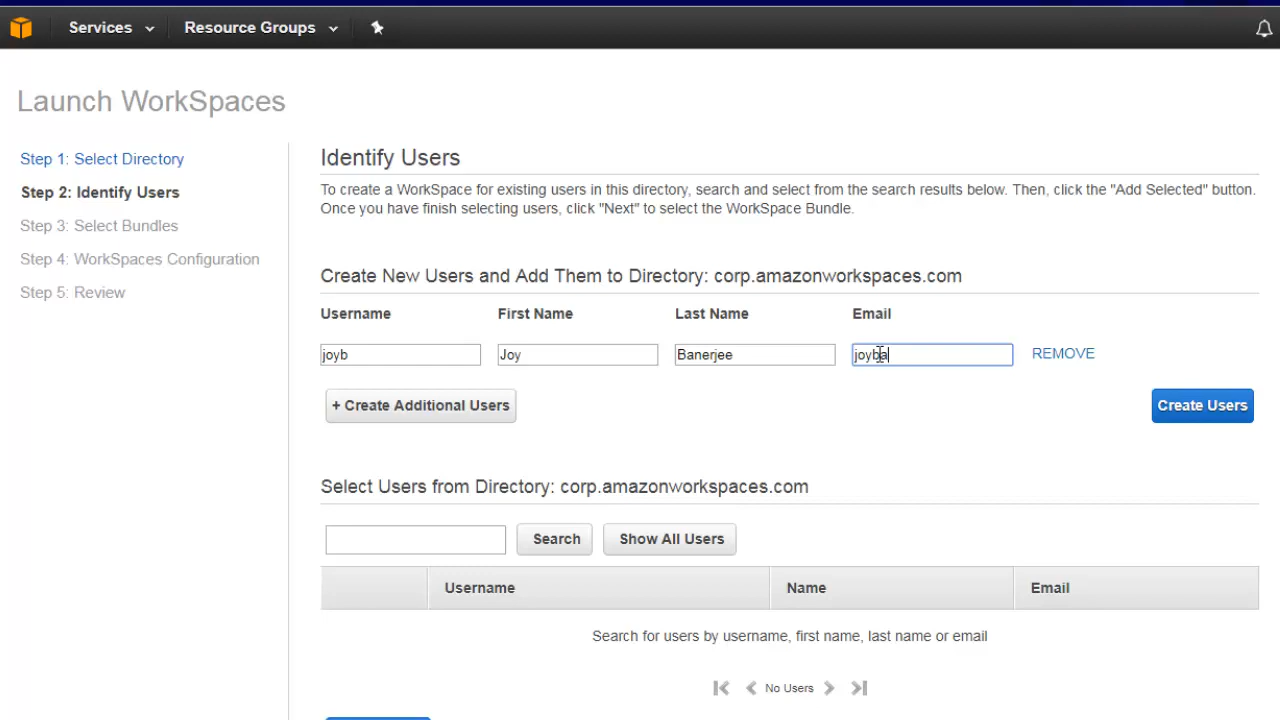 Services Resource Groups
Launch WorkSpaces
Step 1: Select Directory
Step 2: Identify Users
Step 3: Select Bundles
Step 4: WorkSpaces Configuration
Step 5: Review
Identify Users
To create a WorkSpace for existing users in this directory, search and select from the search results below. Then, click the "Add Selected" button.
Once you have finish selecting users, click "Next" to select the WorkSpace Bundle.
Create New Users and Add Them to Directory: corp.amazonworkspaces.com
Username First Name Last Name Email
joyb Joy Banerjee joyba REMOVE
+ Create Additional Users Create Users
Select Users from Directory: corp.amazonworkspaces.com
Search Show All Users
Username Name Email
Search for users by username, first name, last name or email
No Users